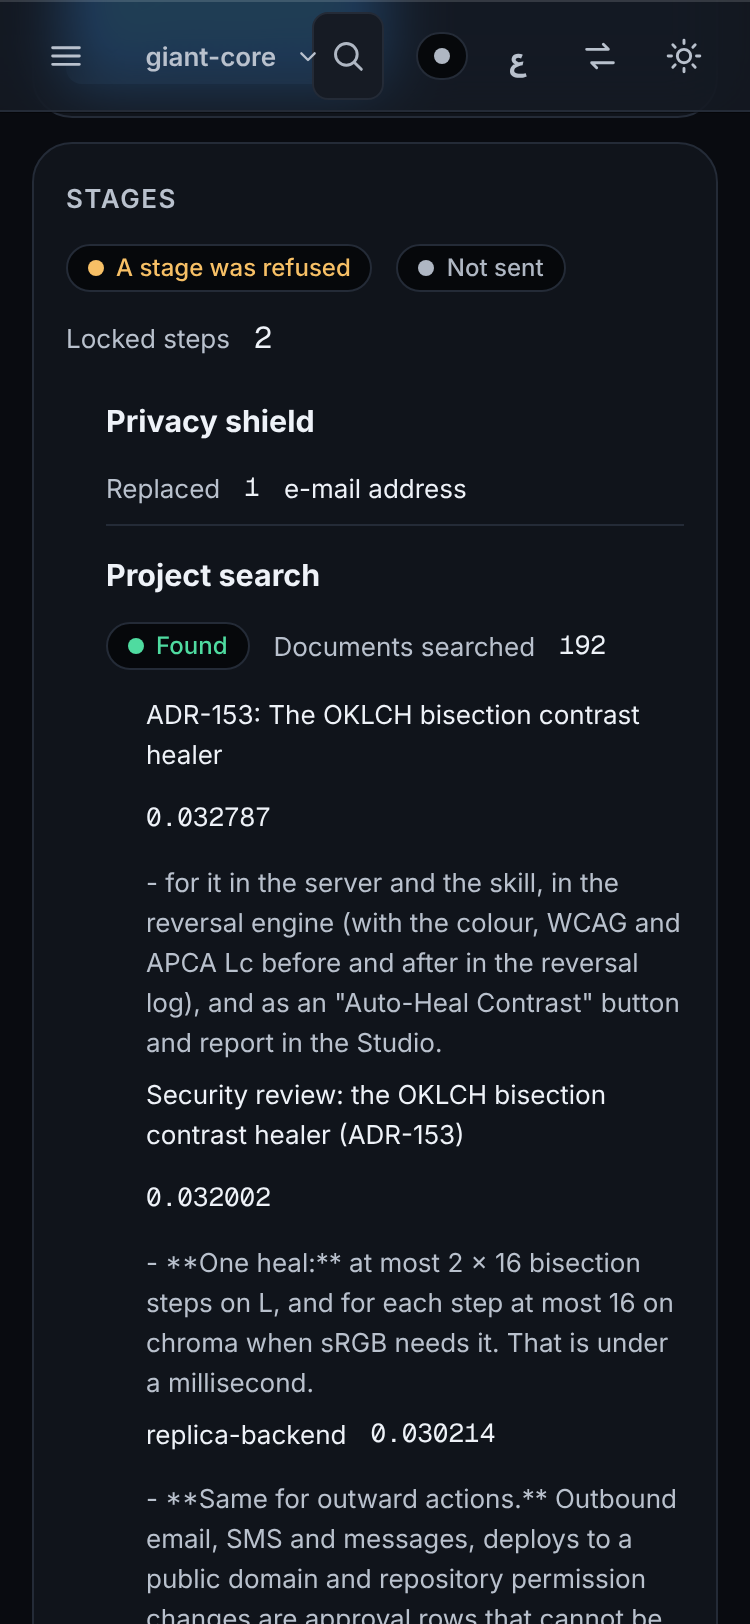 giant-core
ع
STAGES
A stage was refused
Not sent
Locked steps 2
Privacy shield
Replaced 1 e-mail address
Project search
Found
Documents searched 192
ADR-153: The OKLCH bisection contrast
healer
0.032787
- for it in the server and the skill, in the
reversal engine (with the colour, WCAG and
APCA Lc before and after in the reversal
log), and as an "Auto-Heal Contrast" button
and report in the Studio.
Security review: the OKLCH bisection
contrast healer (ADR-153)
0.032002
- **One heal:** at most 2 × 16 bisection
steps on L, and for each step at most 16 on
chroma when sRGB needs it. That is under
a millisecond.
replica-backend 0.030214
- **Same for outward actions.** Outbound
email, SMS and messages, deploys to a
public domain and repository permission
changes are approval rows that cannot be